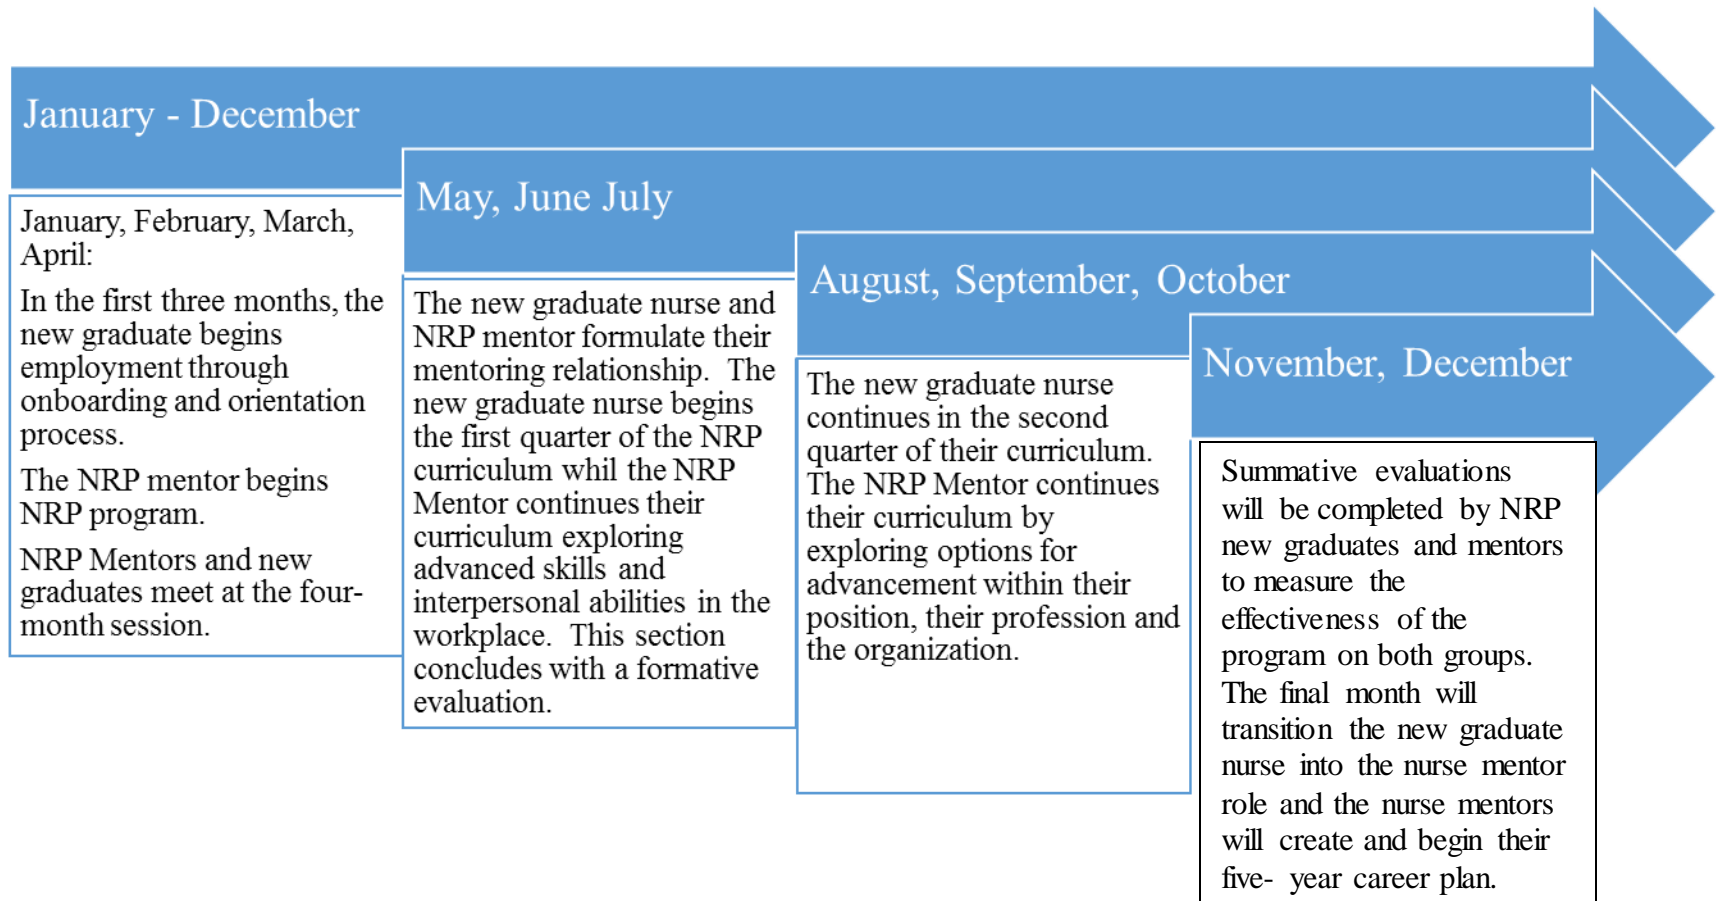 January - December
January, February, March,
April:
In the first three months, the
new graduate begins
employment through
onboarding and orientation
process.
The NRP mentor begins
NRP program.
NRP Mentors and new
graduates meet at the four-
month session.
May, June July
The new graduate nurse and
NRP mentor formulate their
mentoring relationship.  The
new graduate nurse begins
the first quarter of the NRP
curriculum whil the NRP
Mentor continues their
curriculum exploring
advanced skills and
interpersonal abilities in the
workplace.  This section
concludes with a formative
evaluation.
August, September, October
The new graduate nurse
continues in the second
quarter of their curriculum.
The NRP Mentor continues
their curriculum by
exploring options for
advancement within their
position, their profession and
the organization.
November, December
Summative evaluations
will be completed by NRP
new graduates and mentors
to measure the
effectiveness of the
program on both groups.
The final month will
transition the new graduate
nurse into the nurse mentor
role and the nurse mentors
will create and begin their
five- year career plan.